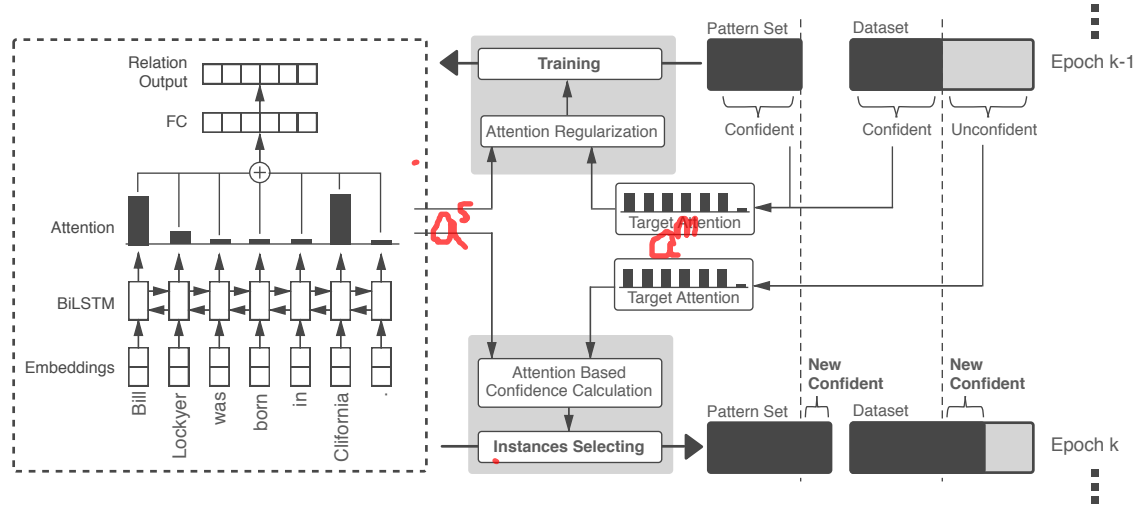 Pattern Set
Dataset
Epoch k-1
Relation
Output
Training
FC
Attention Regularization
Confident
Confident
Unconfident
Attention
a^s
Target Attention
a^m
BiLSTM
Target Attention
Embeddings
Attention Based
Confidence Calculation
New
Confident
New
Confident
Bill
Lockyer
was
born
in
Clifornia
.
Pattern Set
Dataset
Instances Selecting
Epoch k